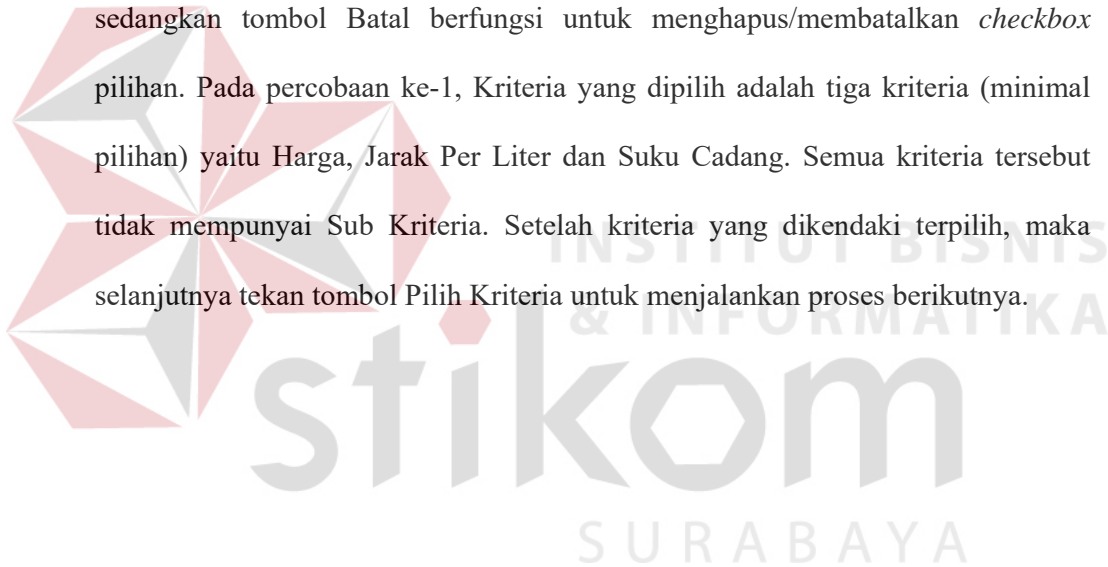 sedangkan tombol Batal berfungsi untuk menghapus/membatalkan checkbox
pilihan. Pada percobaan ke-1, Kriteria yang dipilih adalah tiga kriteria (minimal
pilihan) yaitu Harga, Jarak Per Liter dan Suku Cadang. Semua kriteria tersebut
tidak mempunyai Sub Kriteria. Setelah kriteria yang dikendaki terpilih, maka
selanjutnya tekan tombol Pilih Kriteria untuk menjalankan proses berikutnya.
INSTITUT BISNIS
& INFORMATIKA
stikom
SURABAYA